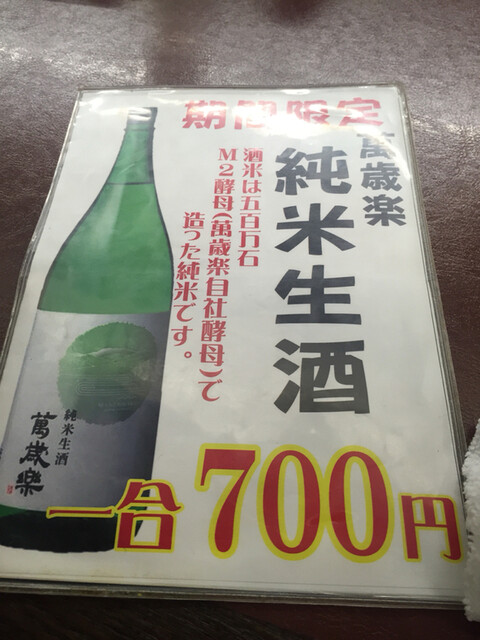 期間限定
萬歳楽
純米生酒
酒米は五百万石
M2酵母(萬歳楽自社酵母)で
造った純米です。
純米生酒
萬歳樂
一合700円